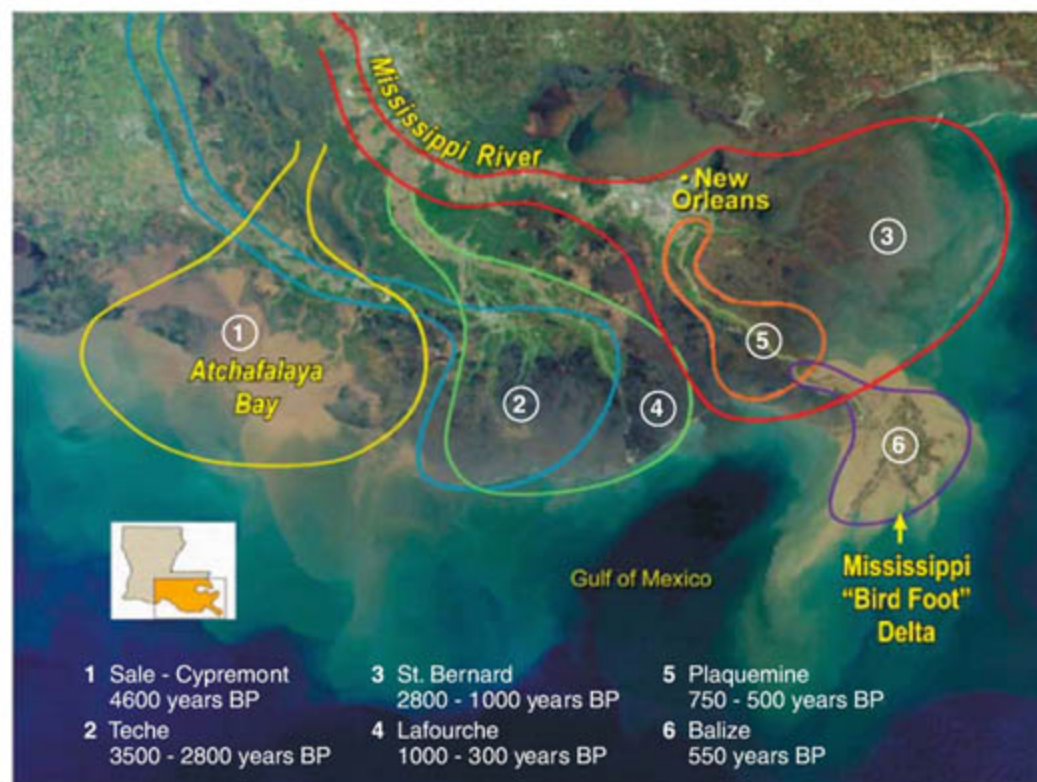 Mississippi River
New
Orleans
3
1
Atchafalaya
Bay
5
2
4
6
Gulf of Mexico
Mississippi
"Bird Foot"
Delta
1 Sale - Cypremont
4600 years BP
2 Teche
3500 - 2800 years BP
3 St. Bernard
2800 - 1000 years BP
4 Lafourche
1000 - 300 years BP
5 Plaquemine
750 - 500 years BP
6 Balize
550 years BP